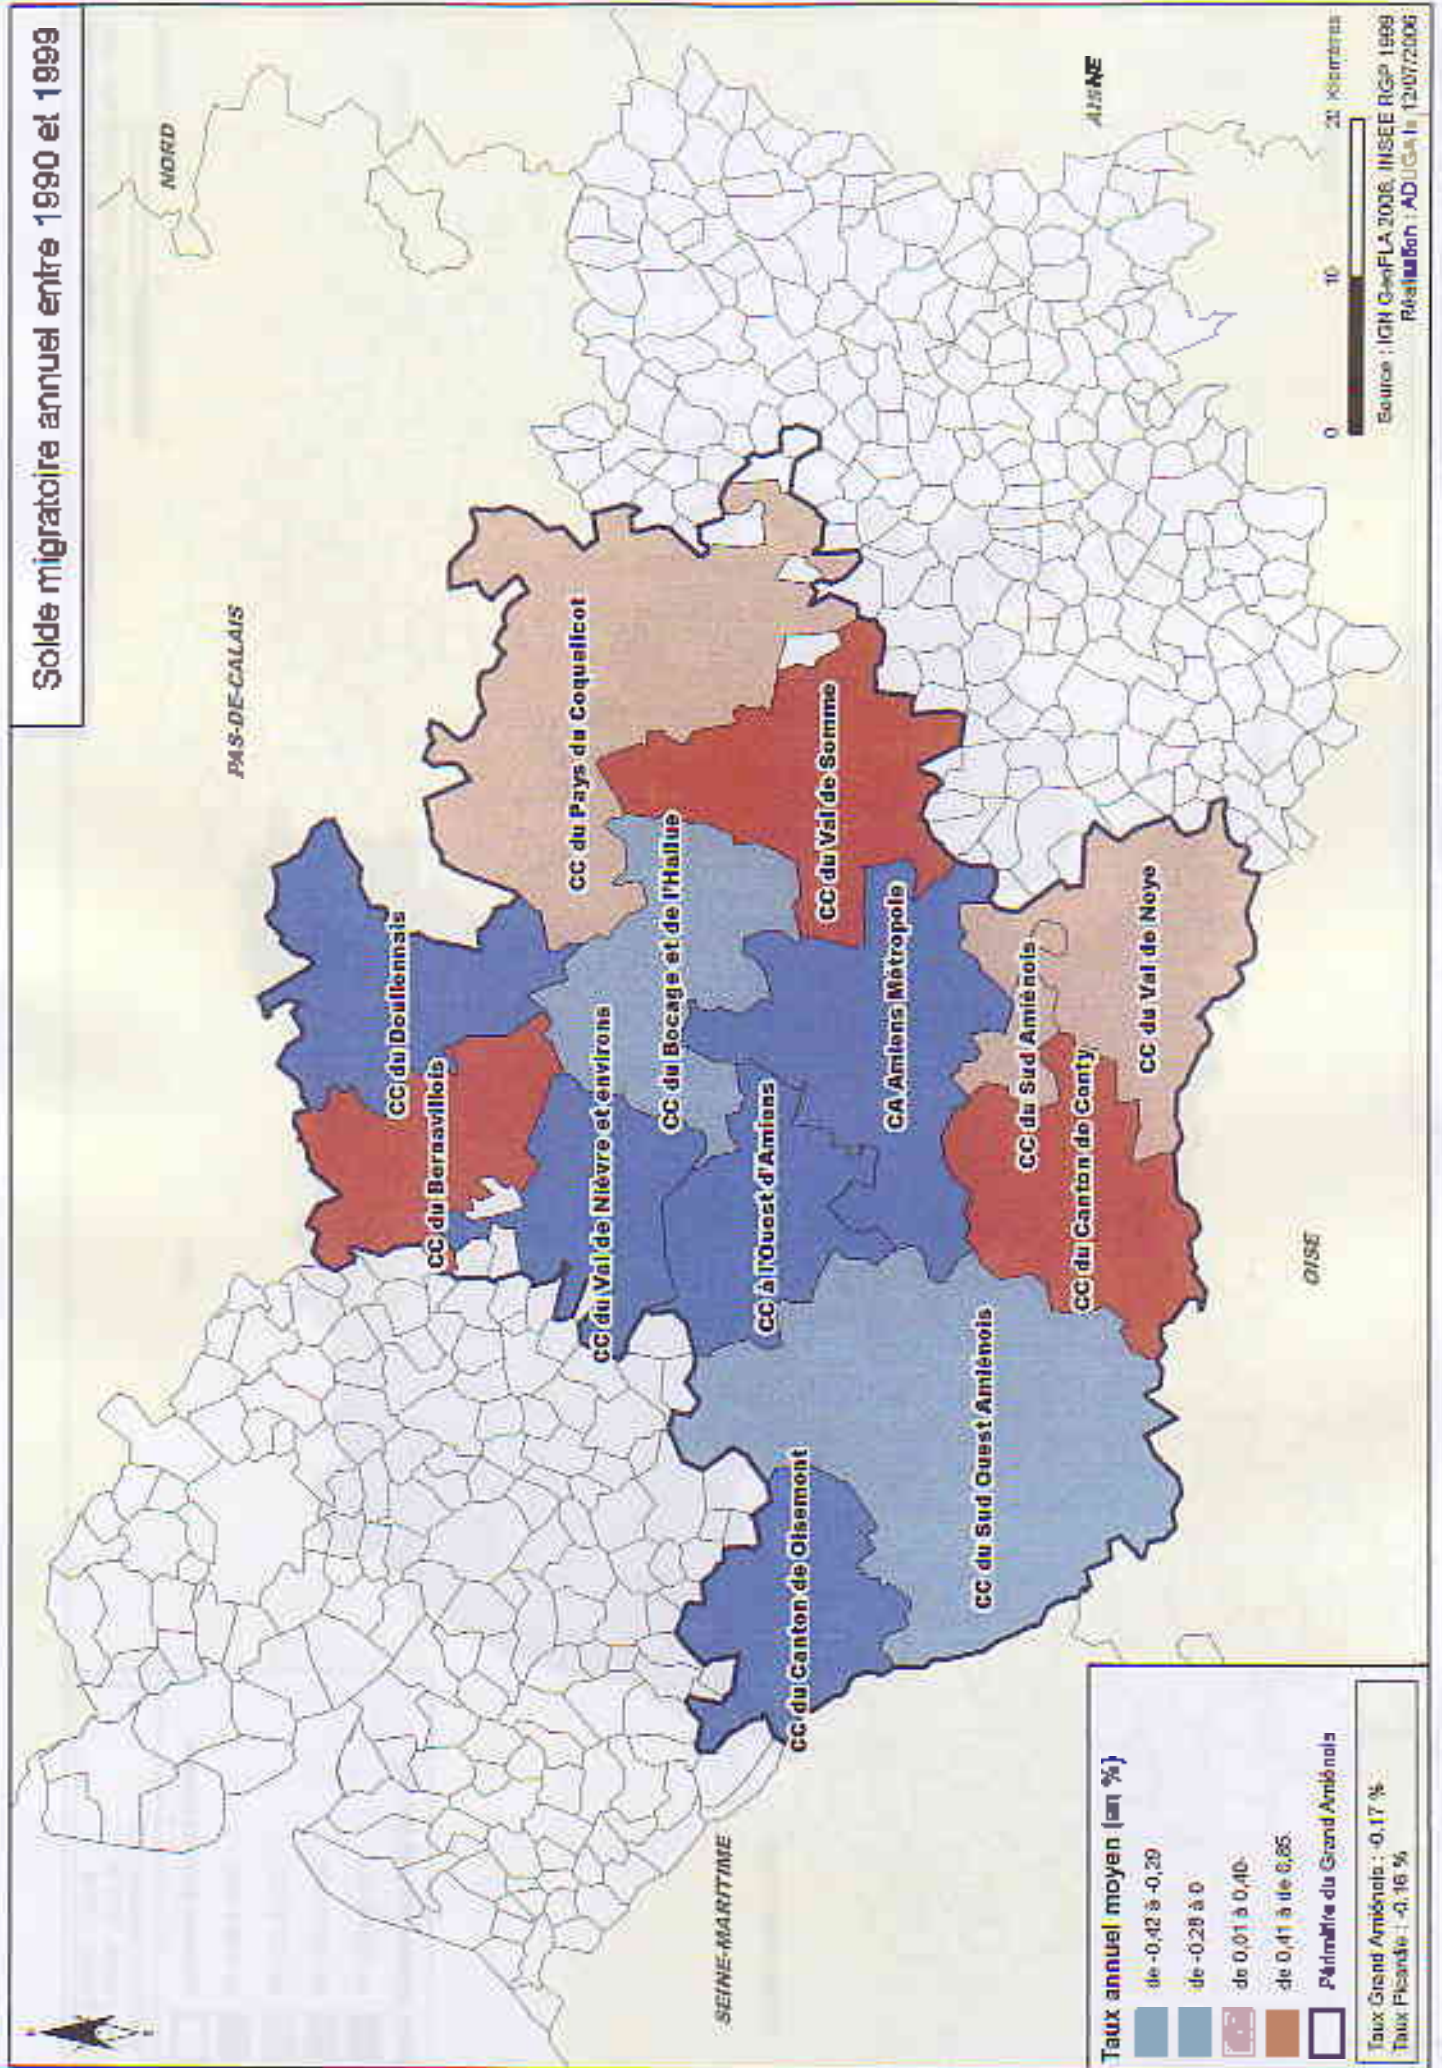 Solde migratoire annuel entre 1990 et 1999
NORD
PAS-DE-CALAIS
AISNE
OISE
SEINE-MARITIME
CC du Doullennais
CC du Bernavillois
CC du Pays du Coquelicot
CC du Val de Nièvre et environs
CC du Bocage et de l'Hallue
CC à l'Ouest d'Amiens
CC du Val de Somme
CA Amiens Métropole
CC du Canton de Oisemont
CC du Sud Ouest Amiénois
CC du Sud Amiénois
CC du Canton de Conty
CC du Val de Noye
Taux annuel moyen (en %)
de -0,42 à -0,29
de -0,28 à 0
de 0,01 à 0,40
de 0,41 à de 0,85
Périmètre du Grand Amiénois
Taux Grand Amiénois : -0,17 %
Taux Picardie : -0,16 %
0 10 20 Kilomètres
Source : IGN GeoFLA 2006, INSEE RGP 1999
Réalisation : ADUGA le 12/07/2006